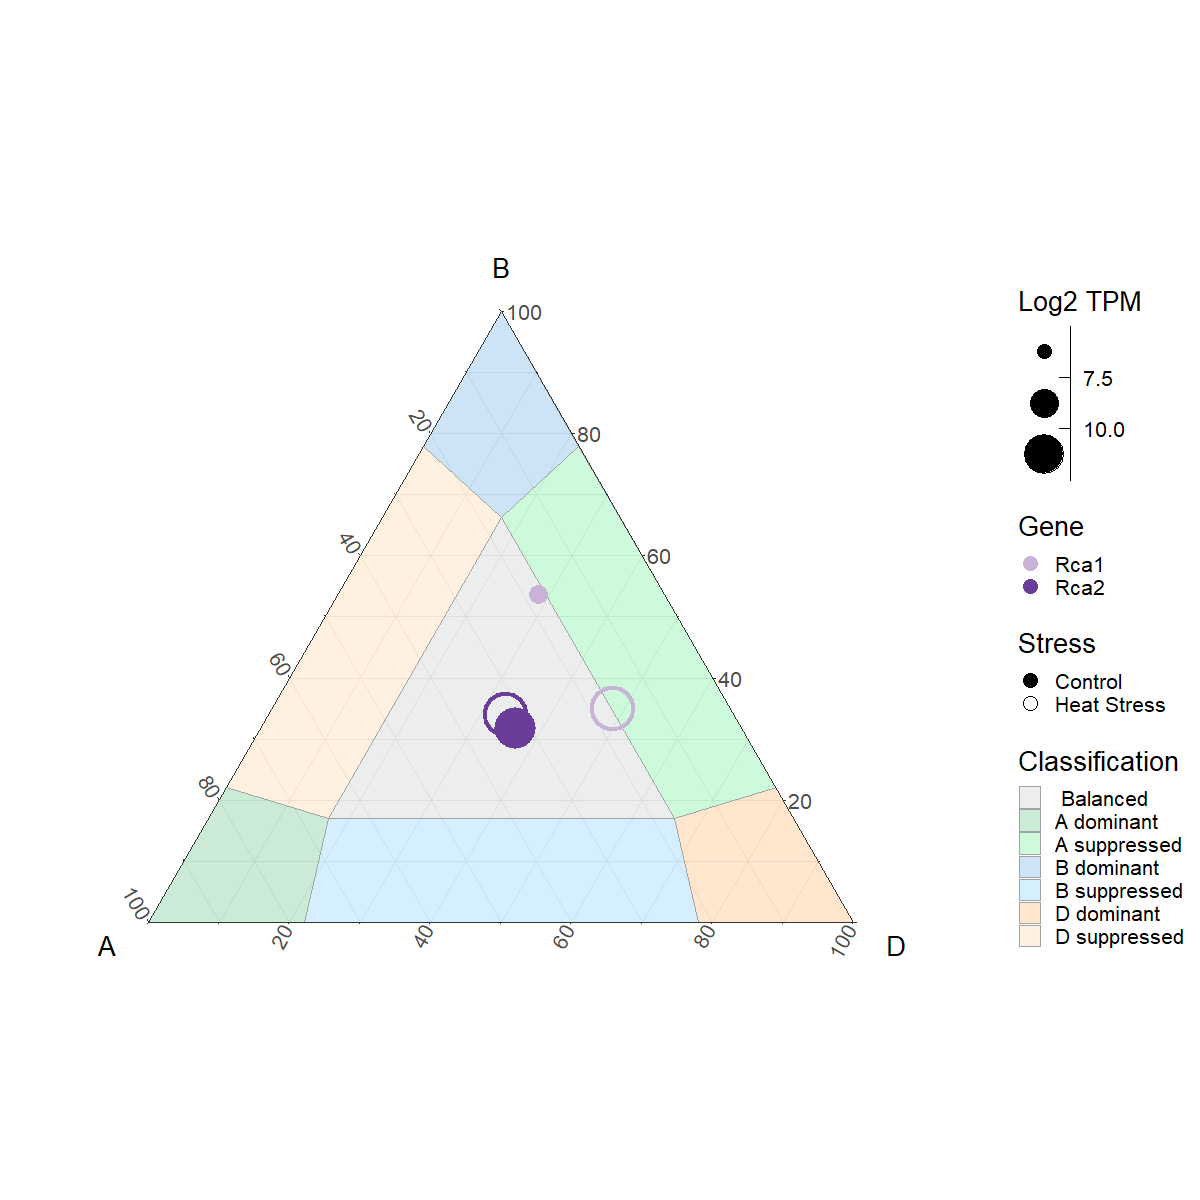 B
100
20
80
40
60
60
40
80
20
100
A
20
40
60
80
100
D
Log2 TPM
7.5
10.0
Gene
Rca1
Rca2
Stress
Control
Heat Stress
Classification
Balanced
A dominant
A suppressed
B dominant
B suppressed
D dominant
D suppressed